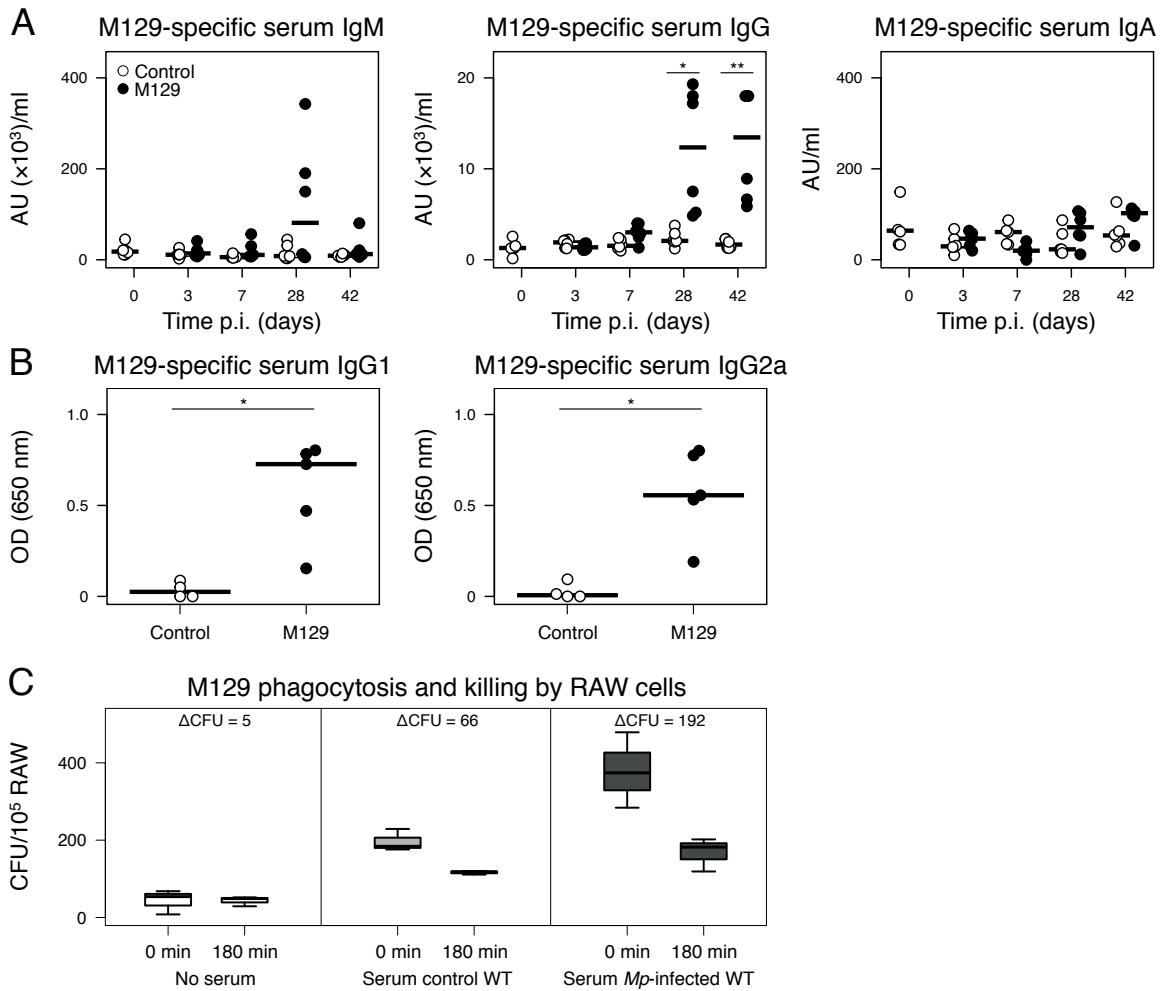 A
M129-specific serum IgM
M129-specific serum IgG
M129-specific serum IgA
AU (×10³)/ml
400
200
0
Control
M129
0 3 7 28 42
Time p.i. (days)
AU (×10³)/ml
20
10
0
* **
0 3 7 28 42
Time p.i. (days)
AU/ml
400
200
0
0 3 7 28 42
Time p.i. (days)
B
M129-specific serum IgG1
M129-specific serum IgG2a
OD (650 nm)
1.0
0.5
0
*
Control M129
OD (650 nm)
1.0
0.5
0
*
Control M129
C
M129 phagocytosis and killing by RAW cells
CFU/10⁵ RAW
400
200
0
ΔCFU = 5
ΔCFU = 66
ΔCFU = 192
0 min 180 min
0 min 180 min
0 min 180 min
No serum
Serum control WT
Serum Mp-infected WT